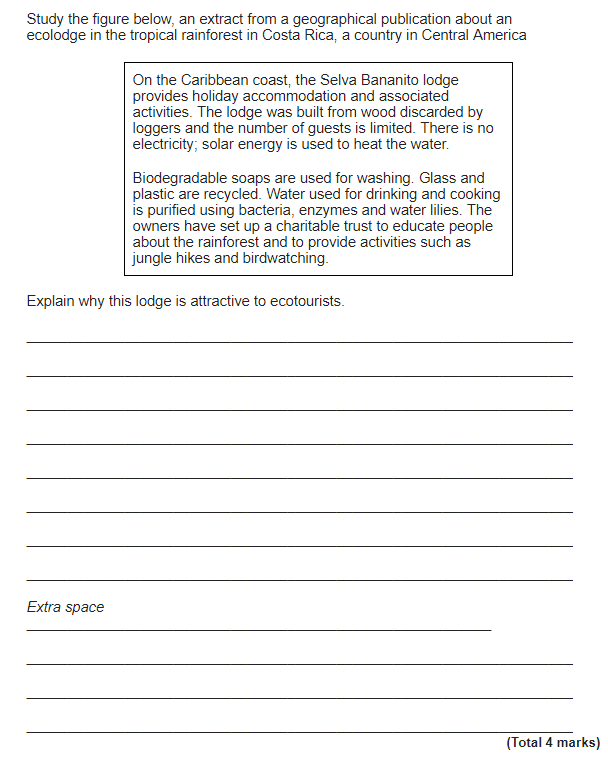 Study the figure below, an extract from a geographical publication about an
ecolodge in the tropical rainforest in Costa Rica, a country in Central America
On the Caribbean coast, the Selva Bananito lodge
provides holiday accommodation and associated
activities. The lodge was built from wood discarded by
loggers and the number of guests is limited. There is no
electricity; solar energy is used to heat the water.
Biodegradable soaps are used for washing. Glass and
plastic are recycled. Water used for drinking and cooking
is purified using bacteria, enzymes and water lilies. The
owners have set up a charitable trust to educate people
about the rainforest and to provide activities such as
jungle hikes and birdwatching.
Explain why this lodge is attractive to ecotourists.
Extra space
(Total 4 marks)